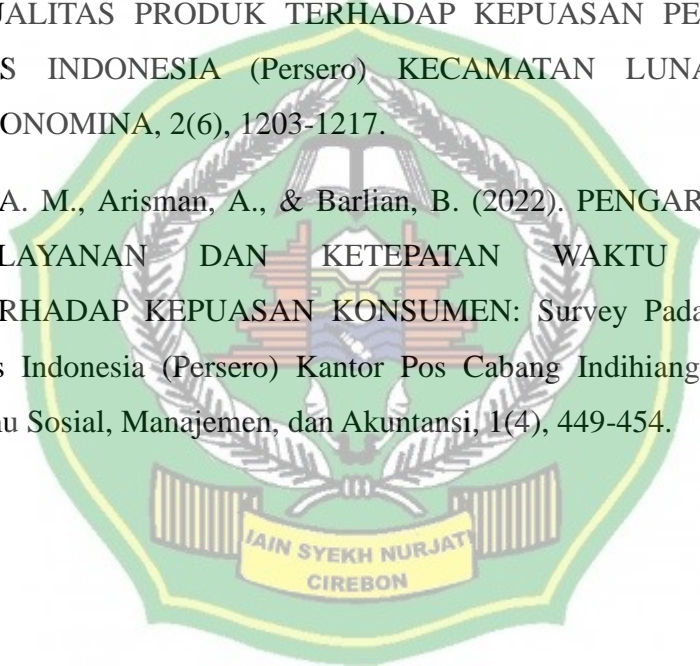 UALITAS PRODUK TERHADAP KEPUASAN PE
S INDONESIA (Persero) KECAMATAN LUNA
ONOMINA, 2(6), 1203-1217.
A. M., Arisman, A., & Barlian, B. (2022). PENGAR
LAYANAN DAN KETEPATAN WAKTU
RHADAP KEPUASAN KONSUMEN: Survey Pada
s Indonesia (Persero) Kantor Pos Cabang Indihiang
u Sosial, Manajemen, dan Akuntansi, 1(4), 449-454.
IAIN SYEKH NURJATI
CIREBON